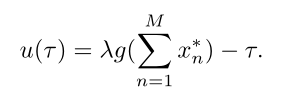 u(τ) = λg(∑_{n=1}^{M} x_n^*) − τ.